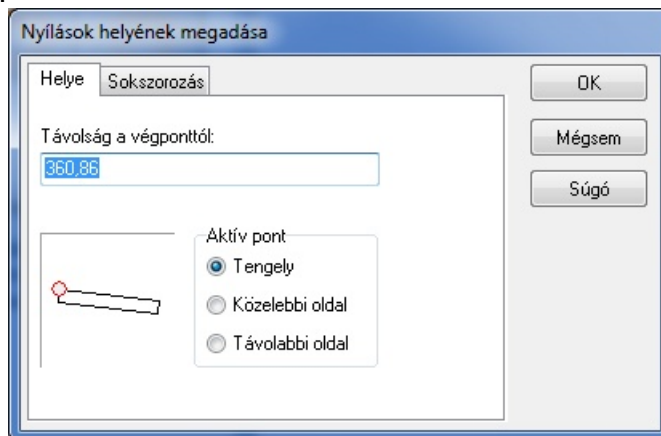 Nyílások helyének megadása
Helye
Sokszorozás
OK
Mégsem
Súgó
Távolság a végponttól:
360,86
Aktív pont
Tengely
Közelebbi oldal
Távolabbi oldal